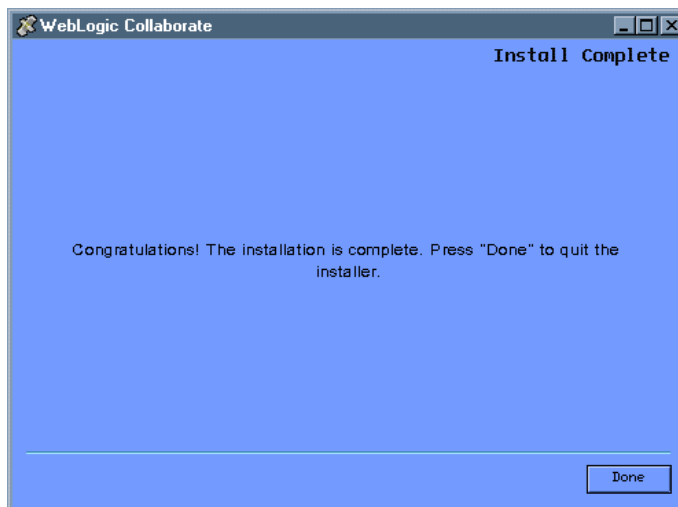 WebLogic Collaborate
Install Complete
Congratulations! The installation is complete. Press "Done" to quit the
installer.
Done